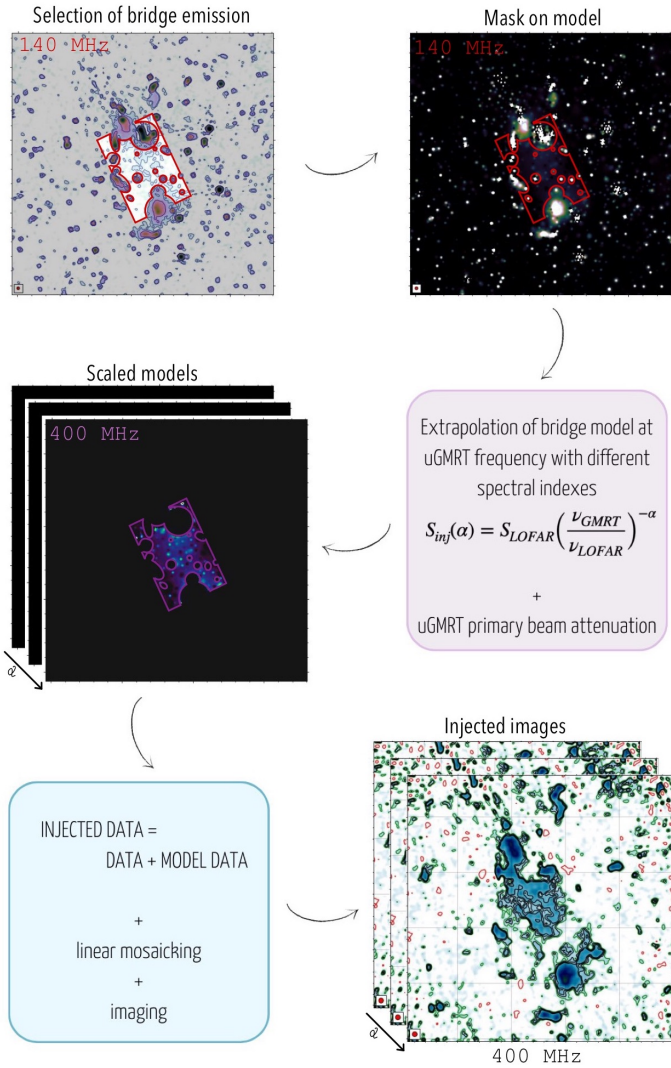 Selection of bridge emission
140 MHz
Mask on model
140 MHz
Scaled models
400 MHz
α
Extrapolation of bridge model at
uGMRT frequency with different
spectral indexes
S_inj(α) = S_LOFAR(ν_GMRT/ν_LOFAR)^−α
+
uGMRT primary beam attenuation
INJECTED DATA =
DATA + MODEL DATA
+
linear mosaicking
+
imaging
Injected images
α
400 MHz